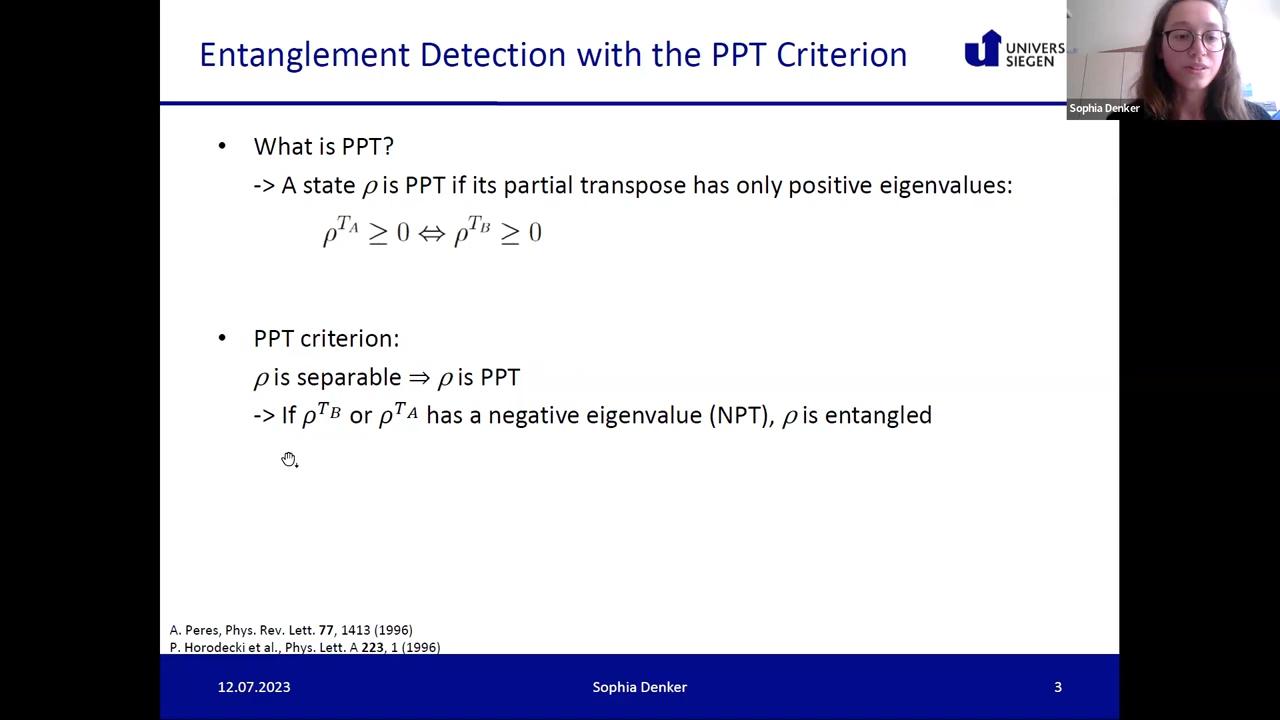 Entanglement Detection with the PPT Criterion
UNIVERS
SIEGEN
Sophia Denker
• What is PPT?
-> A state ρ is PPT if its partial transpose has only positive eigenvalues:
ρ^{T_A} ≥ 0 ⇔ ρ^{T_B} ≥ 0
• PPT criterion:
ρ is separable ⇒ ρ is PPT
-> If ρ^{T_B} or ρ^{T_A} has a negative eigenvalue (NPT), ρ is entangled
A. Peres, Phys. Rev. Lett. 77, 1413 (1996)
P. Horodecki et al., Phys. Lett. A 223, 1 (1996)
12.07.2023 Sophia Denker 3